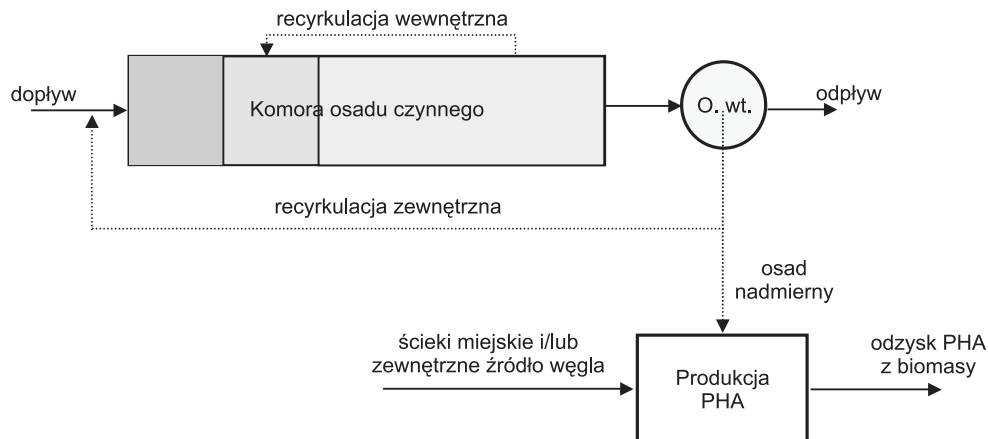 recyrkulacja wewnętrzna
dopływ
Komora osadu czynnego
O. wt.
odpływ
recyrkulacja zewnętrzna
osad
nadmierny
ścieki miejskie i/lub
zewnętrzne źródło węgla
Produkcja
PHA
odzysk PHA
z biomasy